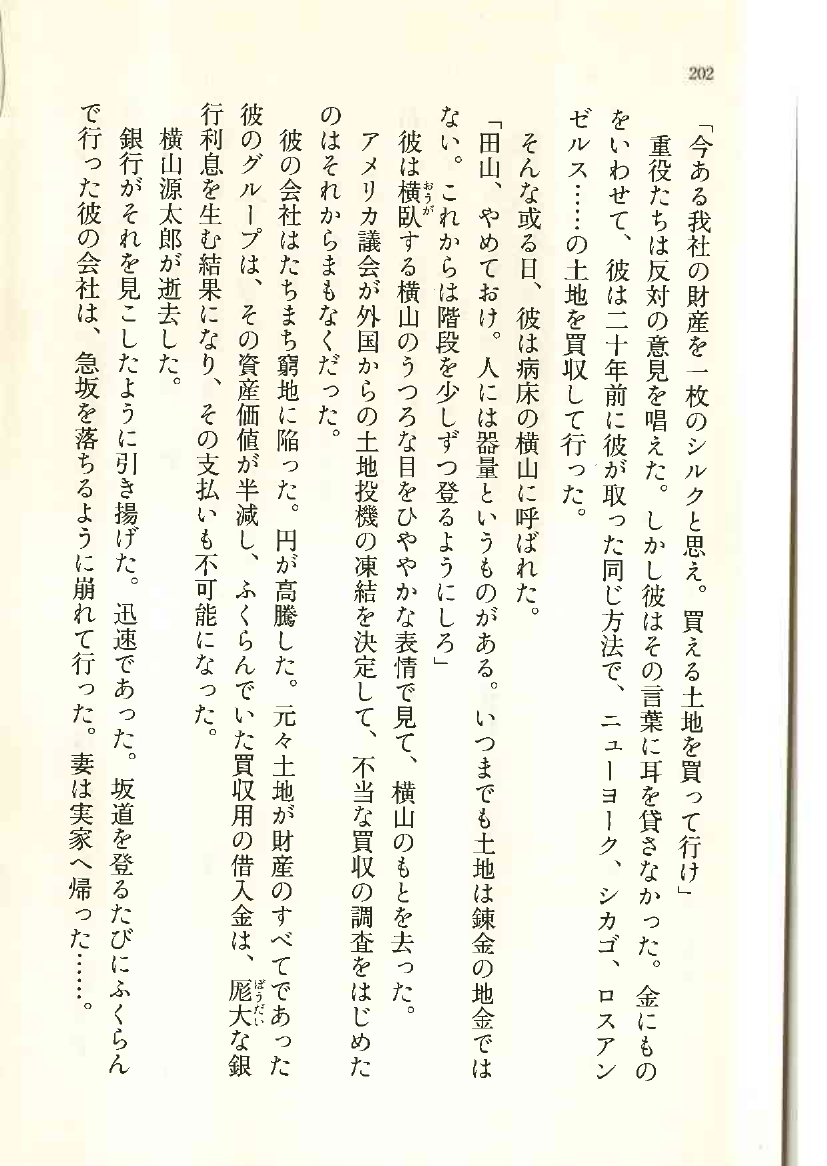 202
「今ある我社の財産を一枚のシルクと思え。買える土地を買って行け」
重役たちは反対の意見を唱えた。しかし彼はその言葉に耳を貸さなかった。金にもの
をいわせて、彼は二十年前に彼が取った同じ方法で、ニューヨーク、シカゴ、ロスアン
ゼルス……の土地を買収して行った。
そんな或る日、彼は病床の横山に呼ばれた。
「田山、やめておけ。人には器量というものがある。いつまでも土地は錬金の地金では
ない。これからは階段を少しずつ登るようにしろ」
彼は横臥おうがする横山のうつろな目をひややかな表情で見て、横山のもとを去った。
アメリカ議会が外国からの土地投機の凍結を決定して、不当な買収の調査をはじめた
のはそれからまもなくだった。
彼の会社はたちまち窮地に陥った。円が高騰した。元々土地が財産のすべてであった
彼のグループは、その資産価値が半減し、ふくらんでいた買収用の借入金は、厖大ぼうだいな銀
行利息を生む結果になり、その支払いも不可能になった。
横山源太郎が逝去した。
銀行がそれを見こしたように引き揚げた。迅速であった。坂道を登るたびにふくらん
で行った彼の会社は、急坂を落ちるように崩れて行った。妻は実家へ帰った……。